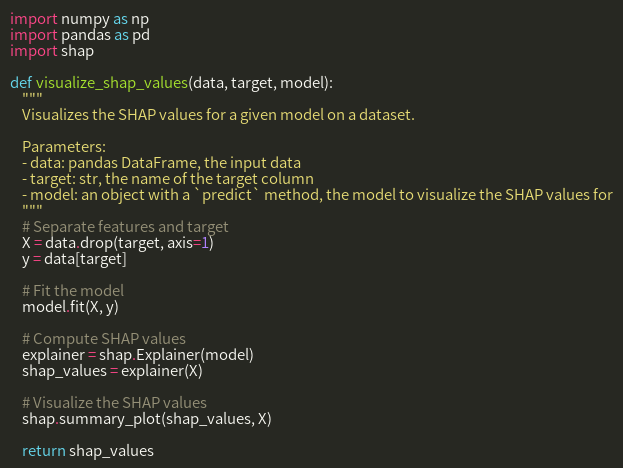 import numpy as np
import pandas as pd
import shap

def visualize_shap_values(data, target, model):
    """
    Visualizes the SHAP values for a given model on a dataset.

    Parameters:
    - data: pandas DataFrame, the input data
    - target: str, the name of the target column
    - model: an object with a `predict` method, the model to visualize the SHAP values for
    """
    # Separate features and target
    X = data.drop(target, axis=1)
    y = data[target]

    # Fit the model
    model.fit(X, y)

    # Compute SHAP values
    explainer = shap.Explainer(model)
    shap_values = explainer(X)

    # Visualize the SHAP values
    shap.summary_plot(shap_values, X)

    return shap_values